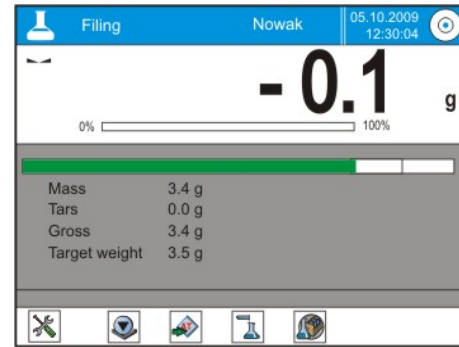 Filing Nowak 05.10.2009
12:30:04
- 0.1 g
0% 100%
Mass 3.4 g
Tars 0.0 g
Gross 3.4 g
Target weight 3.5 g
AT